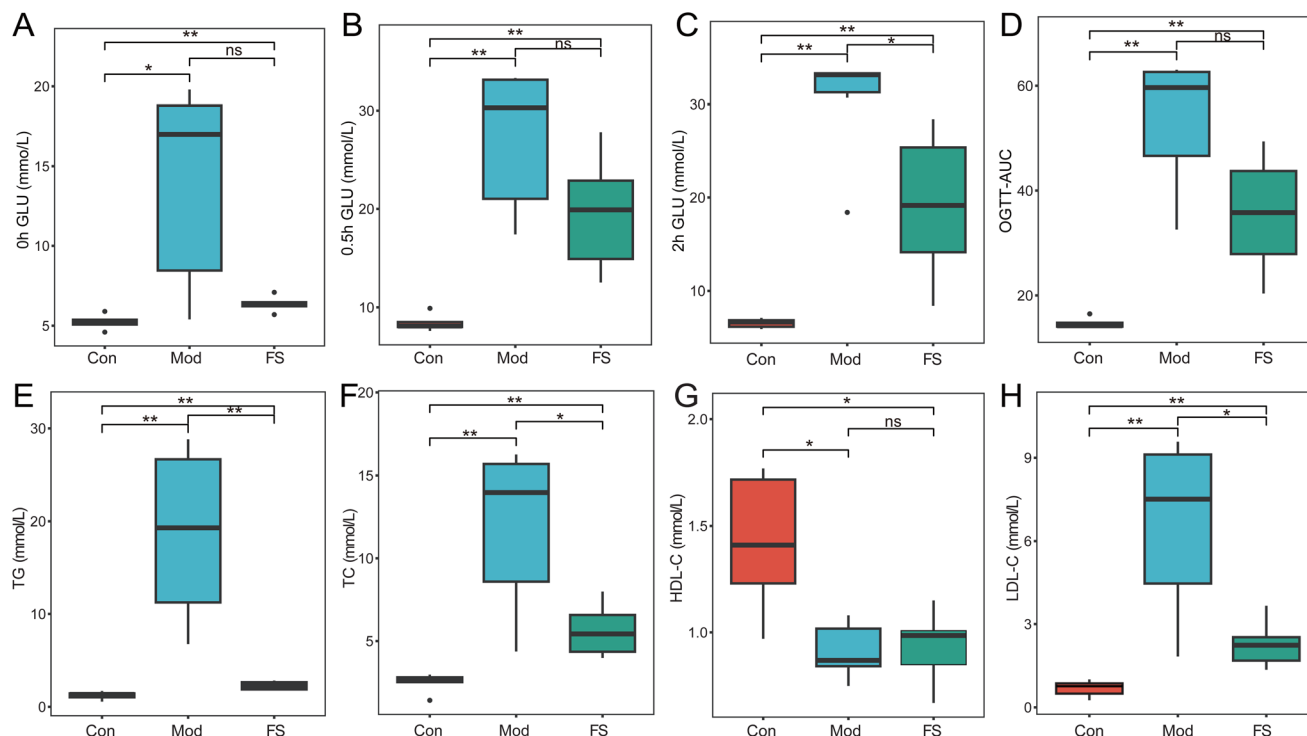 A
**
*
ns
0h GLU (mmo/L)
20
15
10
5
Con Mod FS
B
**
**
ns
0.5h GLU (mmol/L)
30
20
10
Con Mod FS
C
**
**
*
2h GLU (mmol/L)
30
20
10
Con Mod FS
D
**
**
ns
OGTT-AUC
60
40
20
Con Mod FS
E
**
**
**
TG (mmol/L)
30
20
10
0
Con Mod FS
F
**
**
*
TC (mmol/L)
20
15
10
5
Con Mod FS
G
*
*
ns
HDL-C (mmol/L)
2.0
1.5
1.0
Con Mod FS
H
**
**
*
LDL-C (mmol/L)
9
6
3
0
Con Mod FS